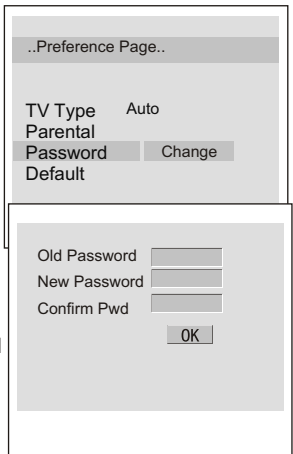 ..Preference Page..
TV Type Auto
Parental
Password Change
Default
Old Password
New Password
Confirm Pwd
OK